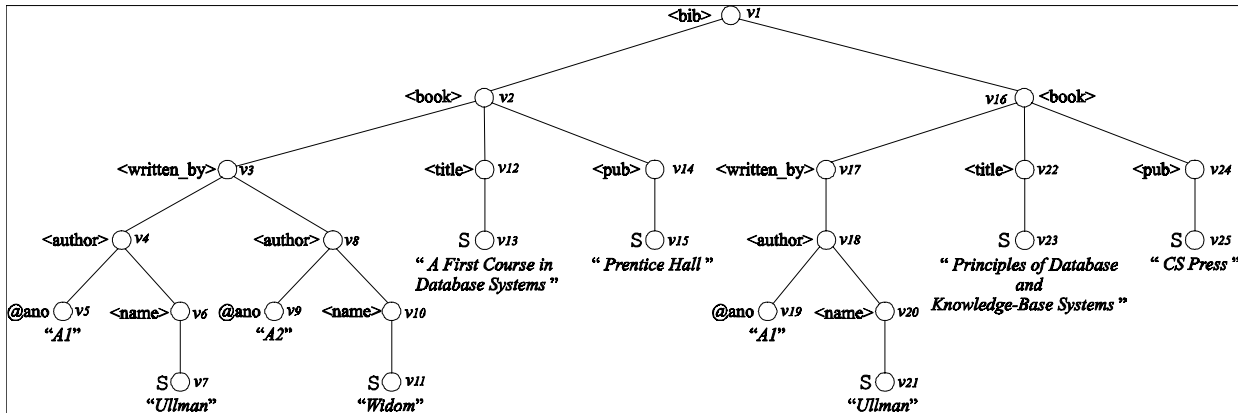 <bib> v1
<book> v2 v16 <book>
<written_by> v3 <title> v12 <pub> v14 <written_by> v17 <title> v22 <pub> v24
<author> v4 <author> v8 S v13 S v15 <author> v18 S v23 S v25
“A First Course in “Prentice Hall” “Principles of Database “CS Press”
Database Systems” and
@ano v5 <name> v6 @ano v9 <name> v10 @ano v19 <name> v20 Knowledge-Base Systems”
“A1” “A2” “A1”
S v7 S v11 S v21
“Ullman” “Widom” “Ullman”